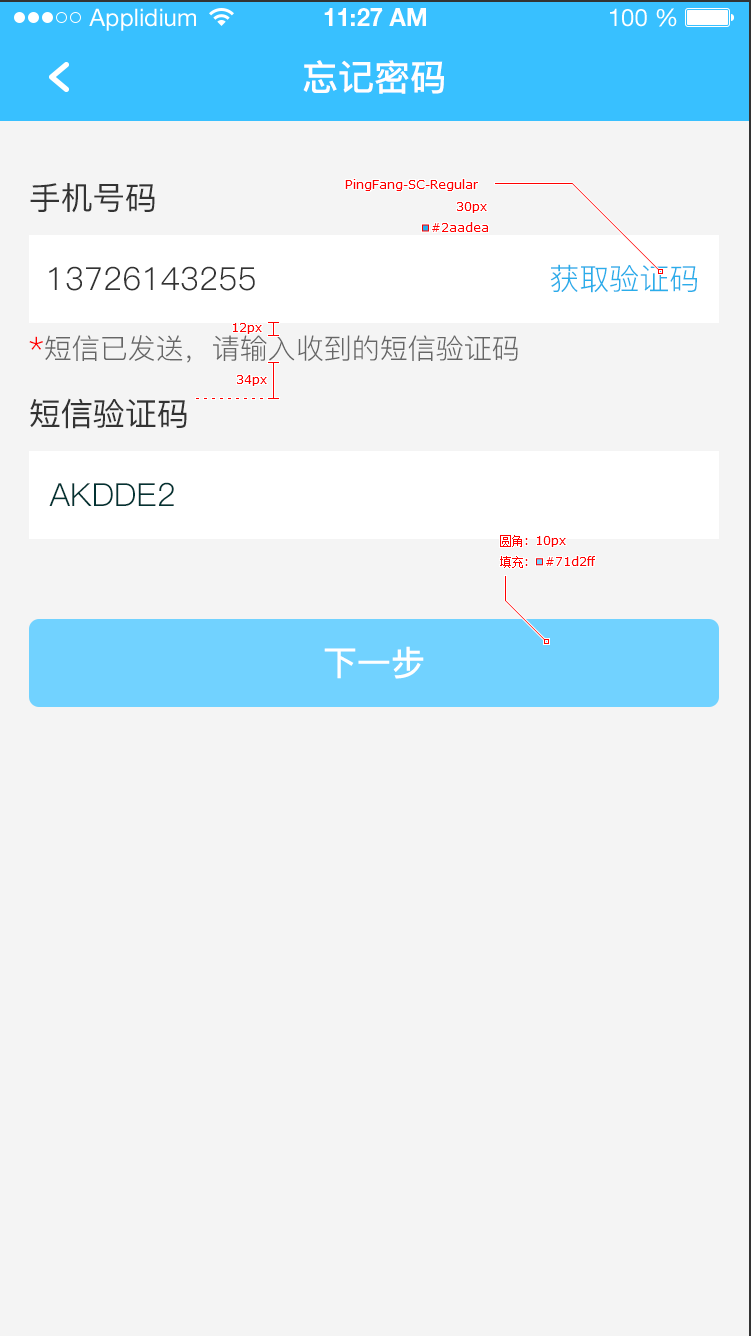 Applidium 11:27 AM 100 %
忘记密码
手机号码
PingFang-SC-Regular
30px
#2aadea
13726143255 获取验证码
12px
*短信已发送，请输入收到的短信验证码
34px
短信验证码
AKDDE2
圆角：10px
填充：#71d2ff
下一步